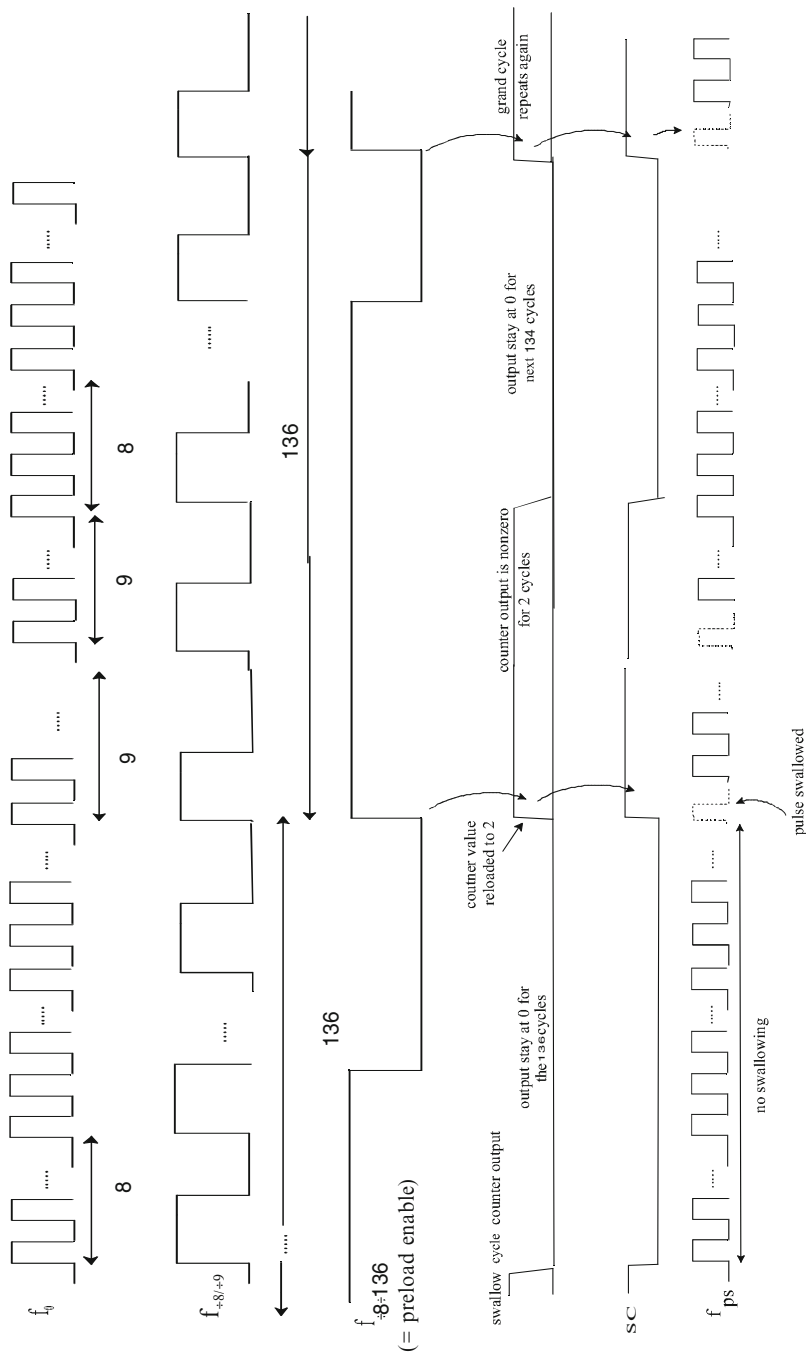 f₀
8
......
......
......
9
......
9
......
8
......
......
f÷8/÷9
......
......
......
136
136
f÷8÷136
(= preload enable)
swallow cycle counter output
output stay at 0 for
the 136cycles
coutner value
reloaded to 2
counter output is nonzero
for 2 cycles
output stay at 0 for
next 134 cycles
grand cycle
repeats again
SC
fps
......
......
......
......
......
......
......
no swallowing
pulse swallowed